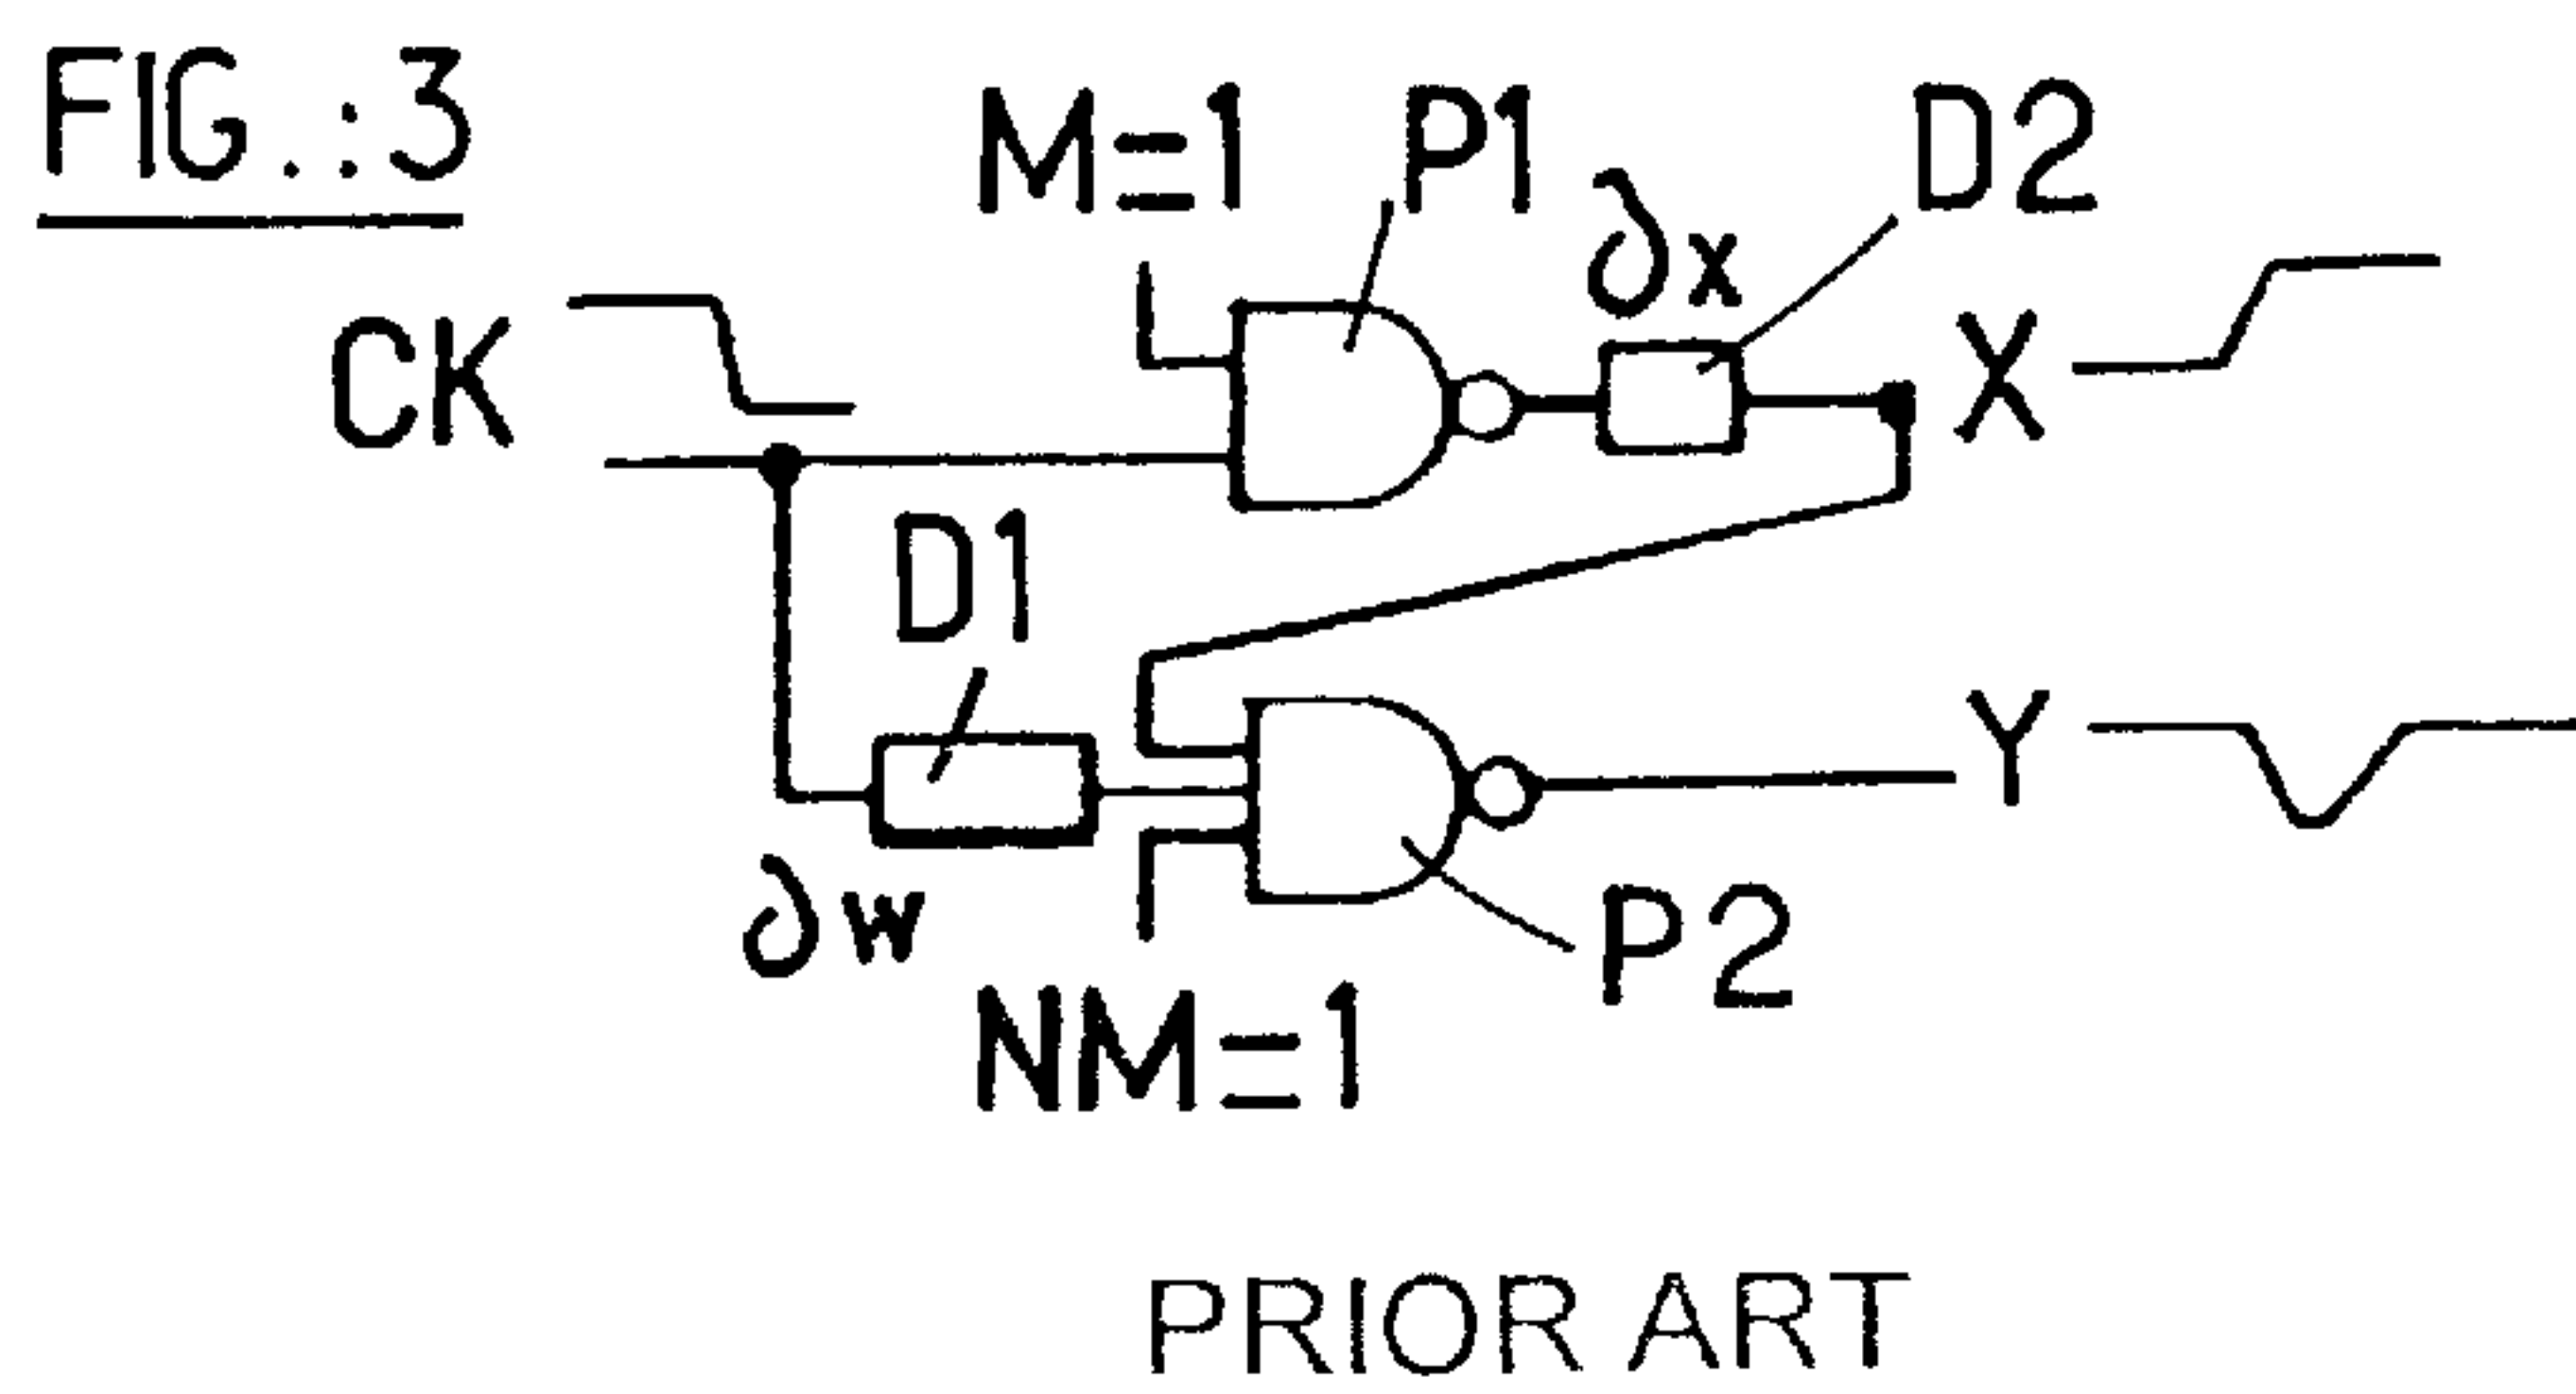 FIG.:3
M=1
P1
∂x
D2
CK
X
D1
Y
∂w
P2
NM=1
PRIOR ART